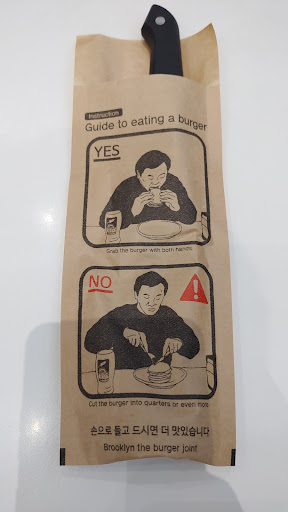 Instruction
Guide to eating a burger
YES
Grab the burger with both hands
NO
!
Cut the burger into quarters or even more
손으로 들고 드시면 더 맛있습니다
Brooklyn the burger joint